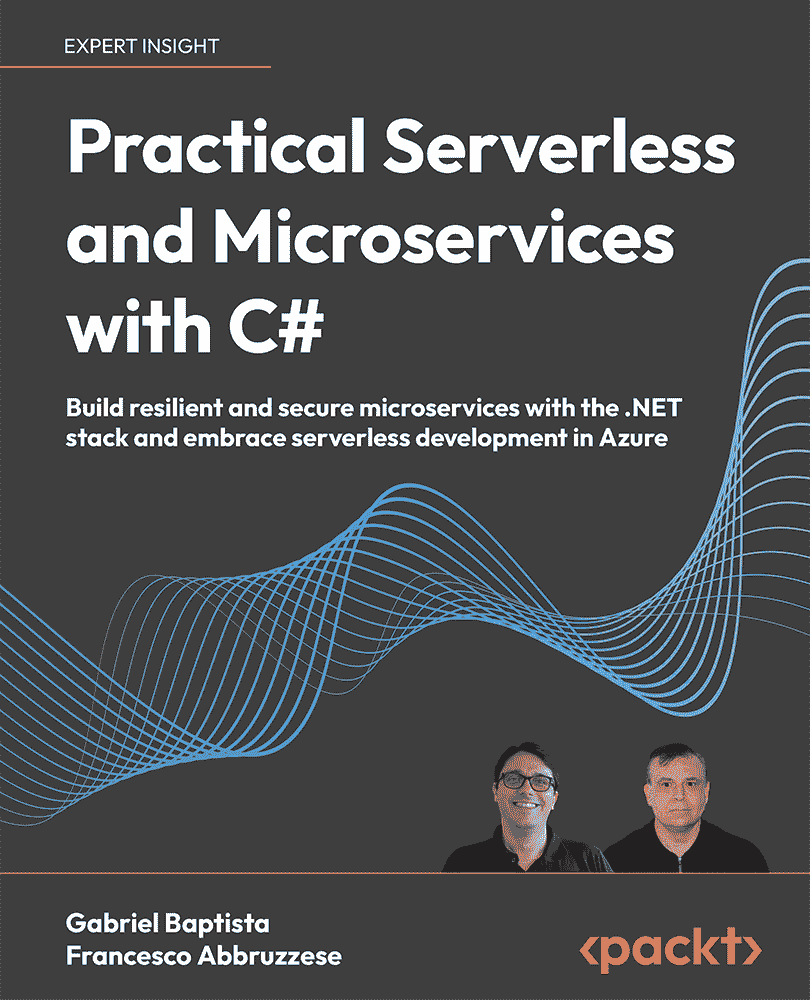 EXPERT INSIGHT
Practical Serverless
and Microservices
with C#
Build resilient and secure microservices with the .NET
stack and embrace serverless development in Azure
Gabriel Baptista
Francesco Abbruzzese
<packt>